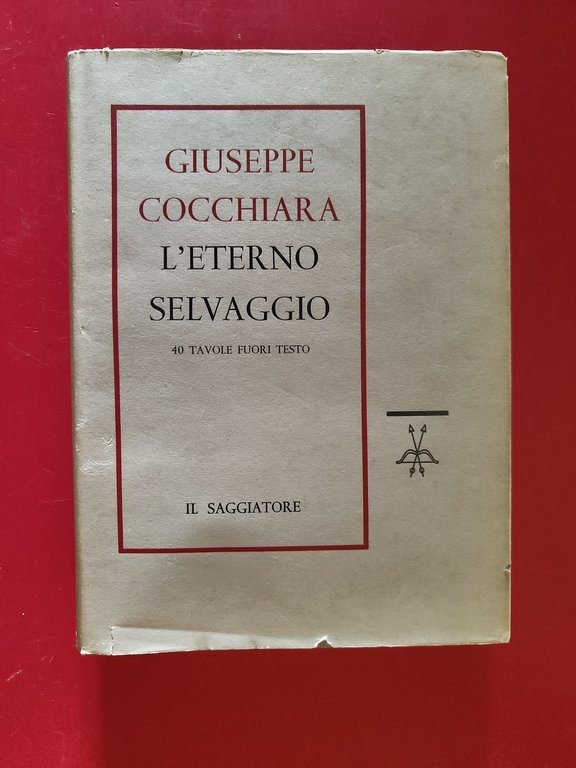 GIUSEPPE
COCCHIARA
L'ETERNO
SELVAGGIO
40 TAVOLE FUORI TESTO
IL SAGGIATORE